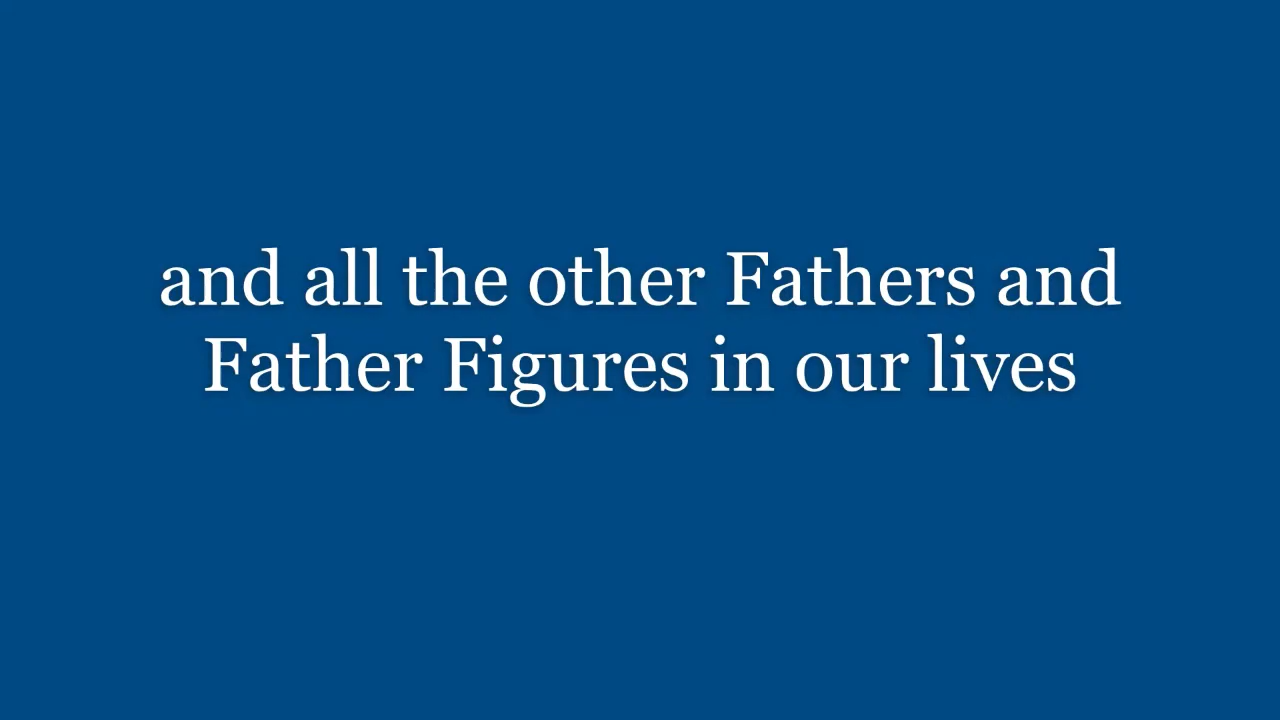 and all the other Fathers and
Father Figures in our lives